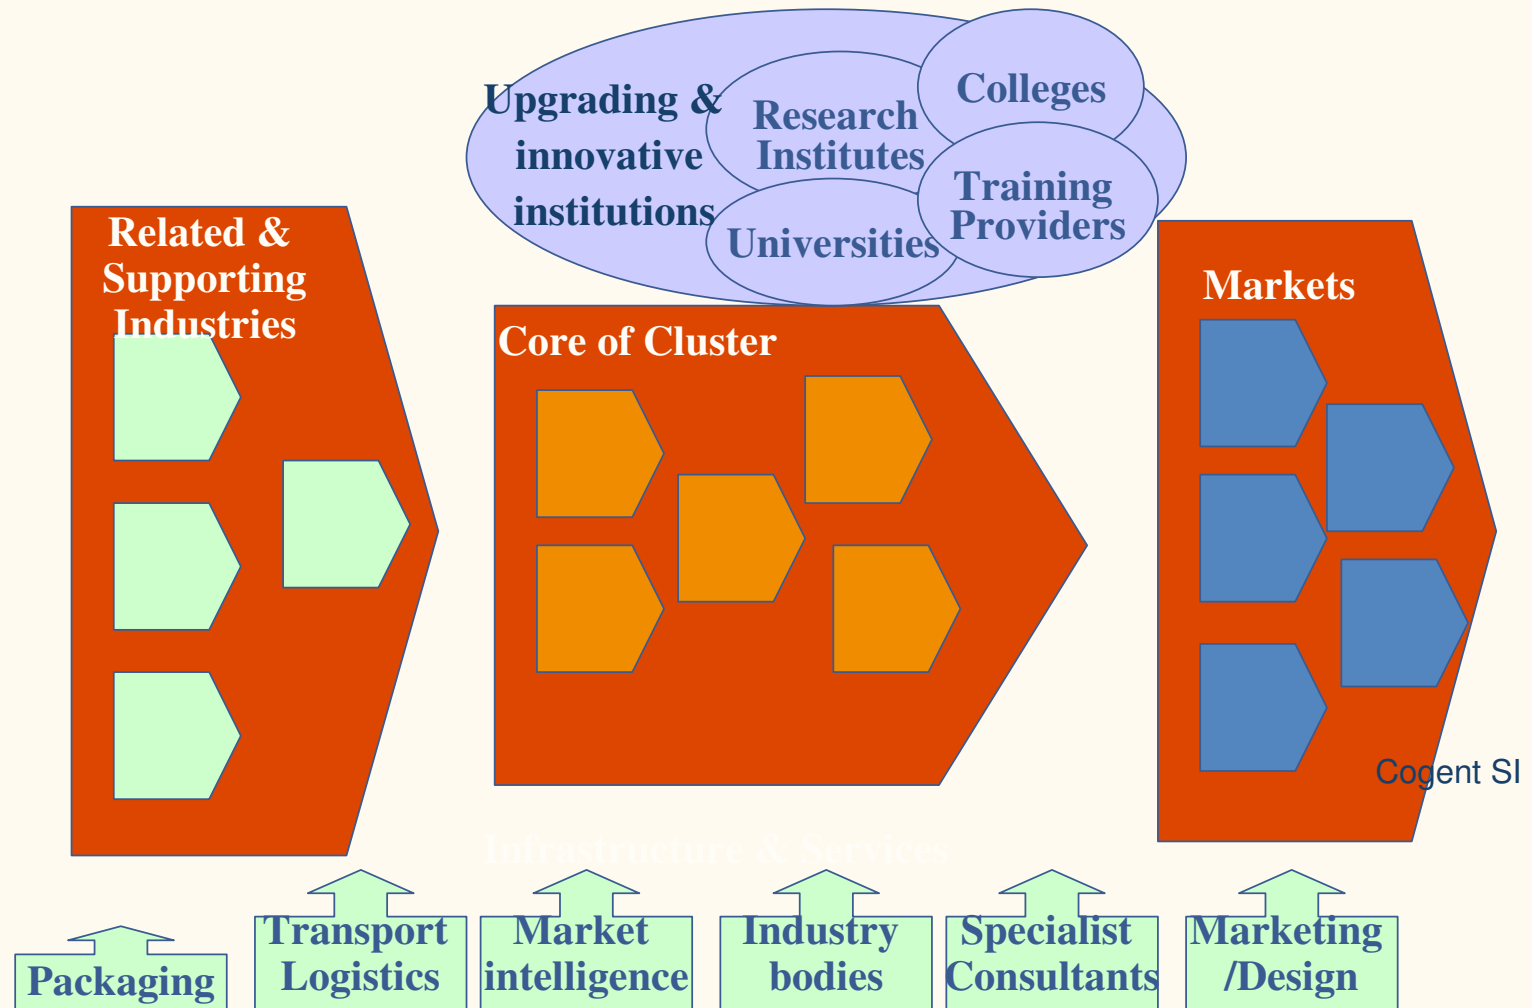 Upgrading &
innovative
institutions
Research
Institutes
Colleges
Training
Providers
Universities
Related &
Supporting
Industries
Core of Cluster
Markets
Cogent SI
Infrastructure & Services
Packaging
Transport
Logistics
Market
intelligence
Industry
bodies
Specialist
Consultants
Marketing
/Design